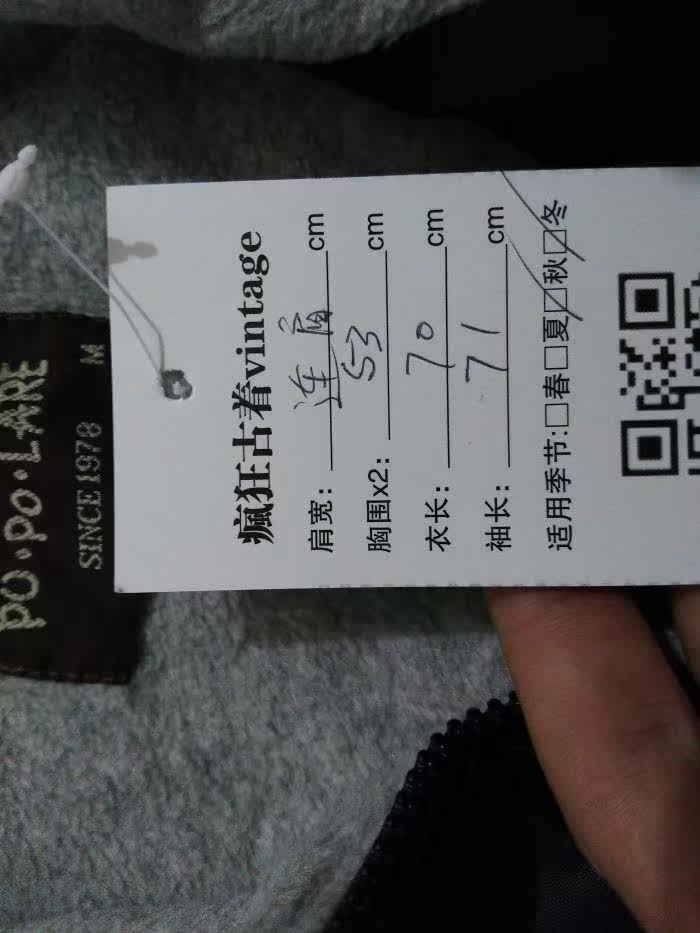 瘋狂古着vintage
肩宽：连肩cm
胸围x2：53cm
衣长：70cm
袖长：71cm
适用季节:□春□夏□秋□冬
po·po·LARE
SINCE 1978 M